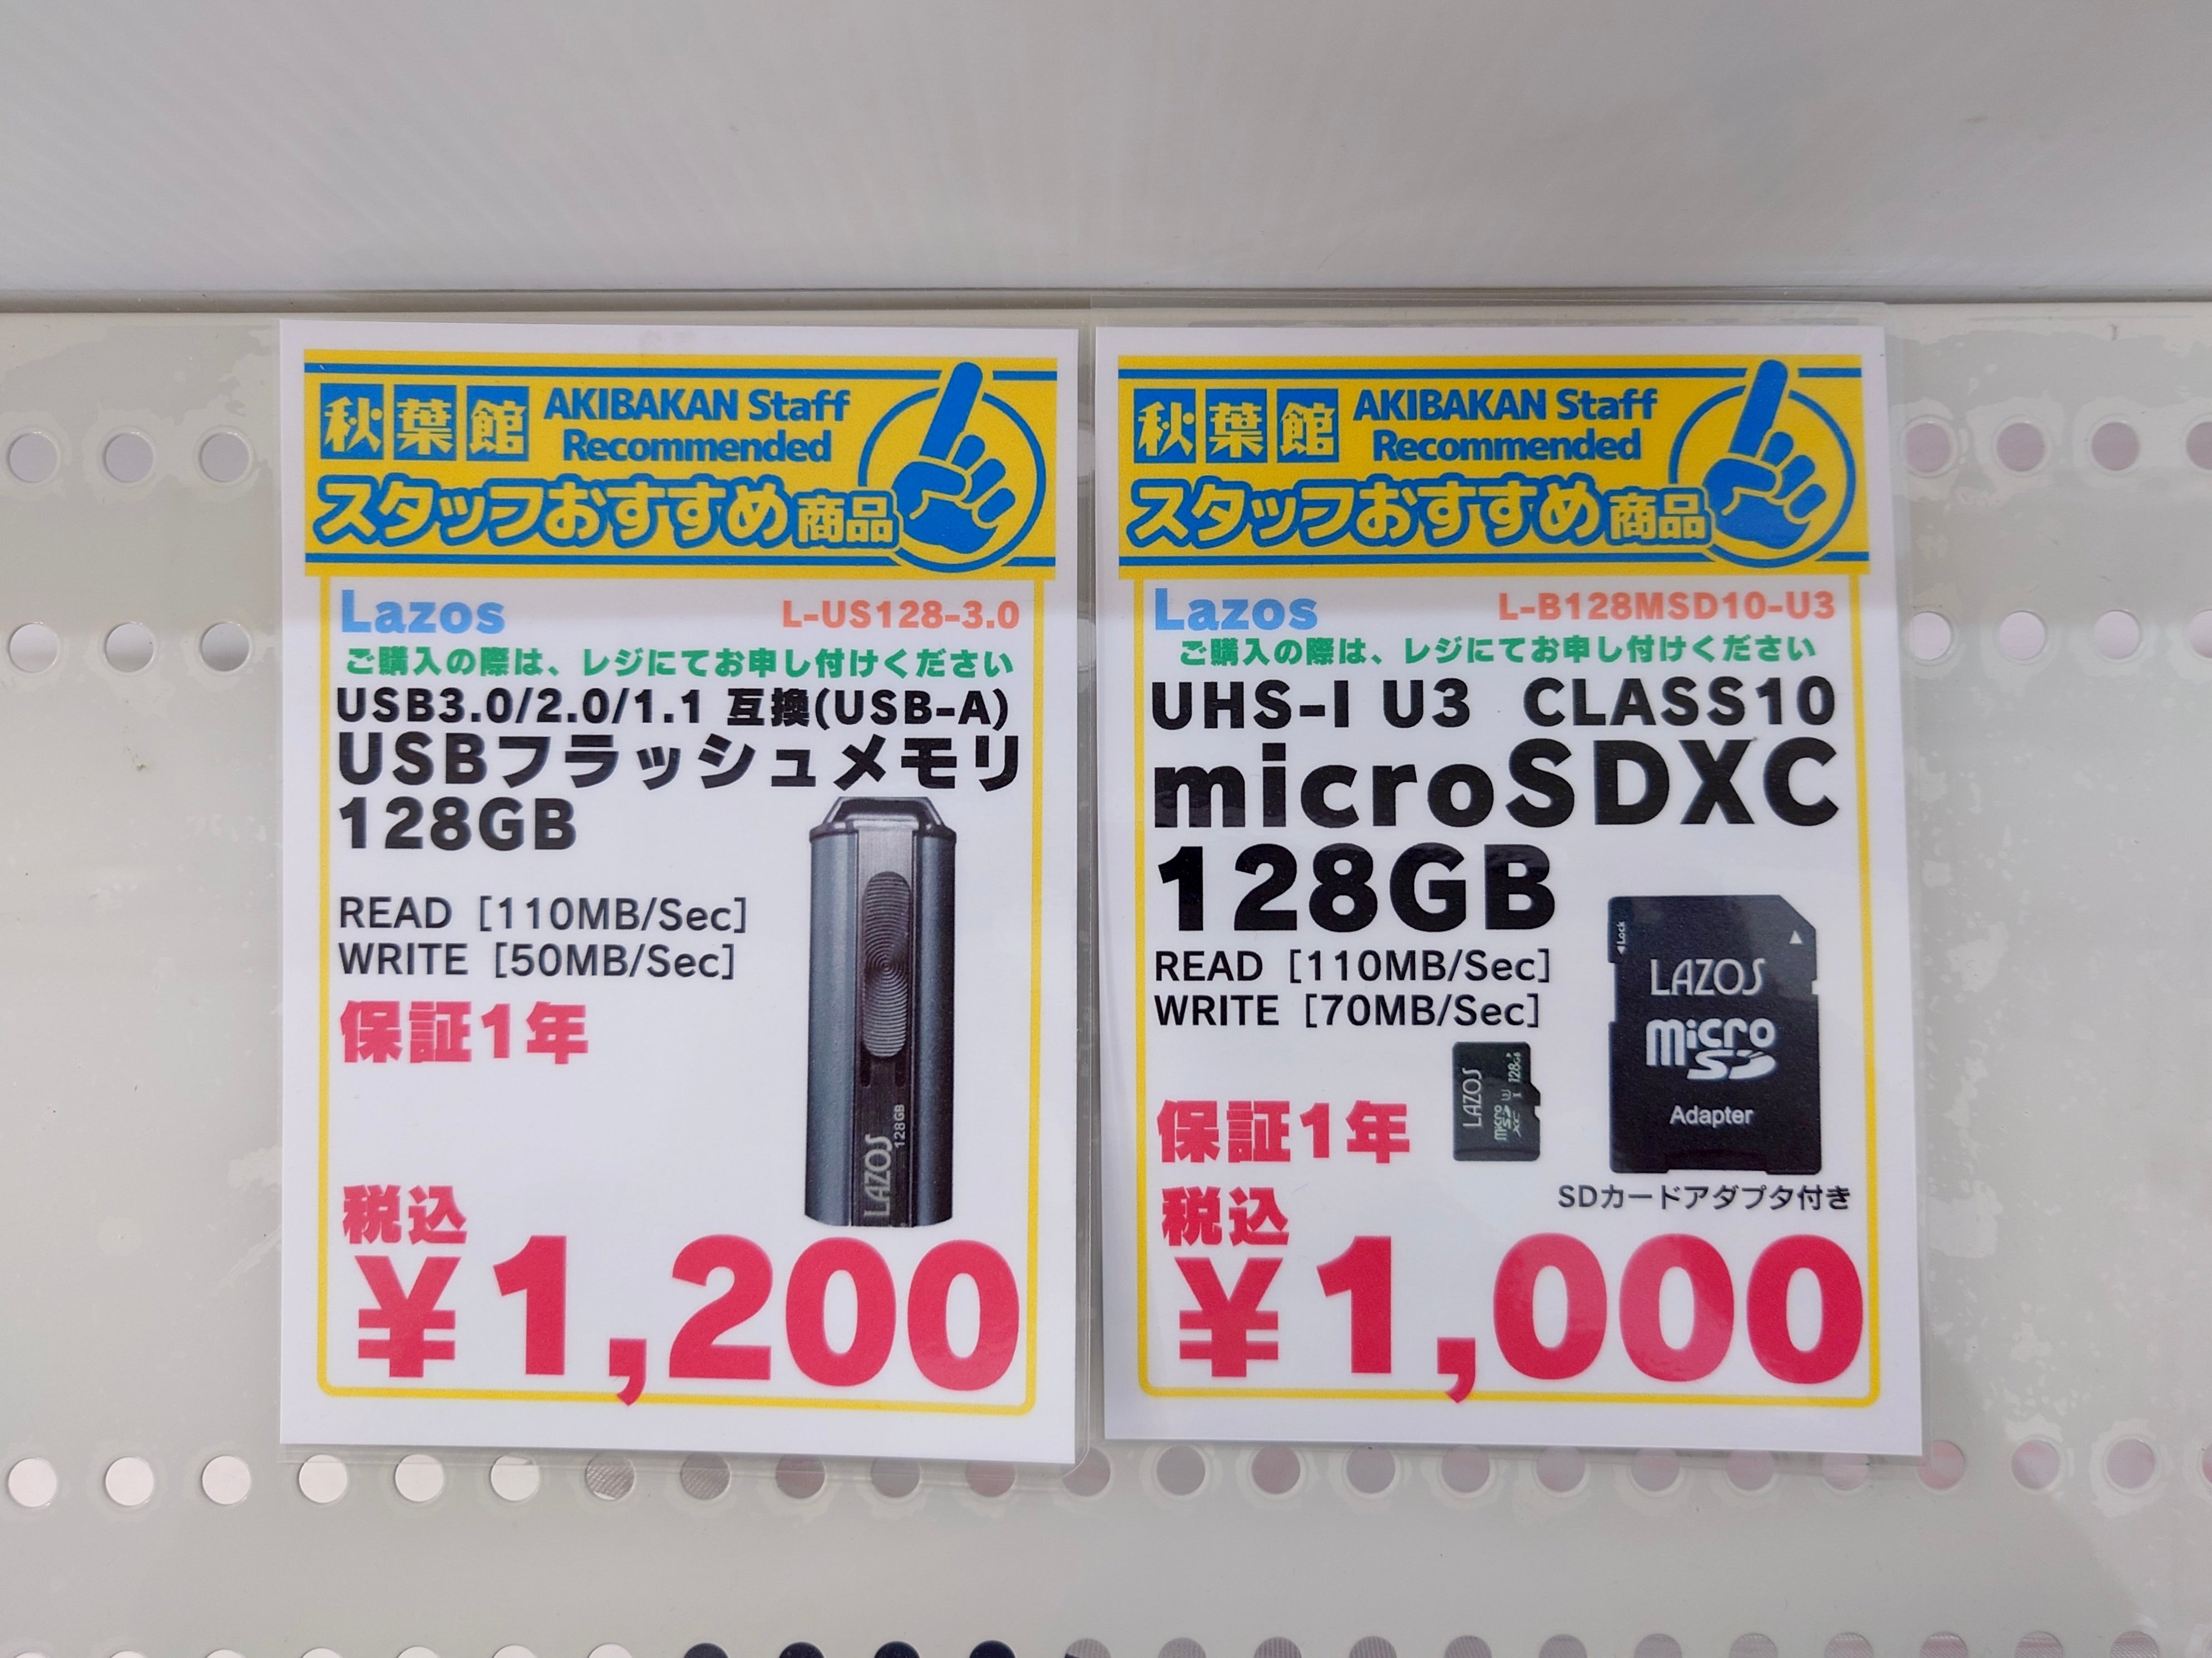 秋葉館 AKIBAKAN Staff
Recommended
スタッフおすすめ商品
Lazos L-US128-3.0
ご購入の際は、レジにてお申し付けください
USB3.0/2.0/1.1 互換(USB-A)
USBフラッシュメモリ
128GB
READ [110MB/Sec]
WRITE [50MB/Sec]
保証1年
LAZOS 128GB
税込
¥1,200
秋葉館 AKIBAKAN Staff
Recommended
スタッフおすすめ商品
Lazos L-B128MSD10-U3
ご購入の際は、レジにてお申し付けください
UHS-I U3 CLASS10
microSDXC
128GB
READ [110MB/Sec]
WRITE [70MB/Sec]
Lock
LAZOS
micro
SD
Adapter
LAZOS
micro
SD
XC I
128GB
保証1年
SDカードアダプタ付き
税込
¥1,000